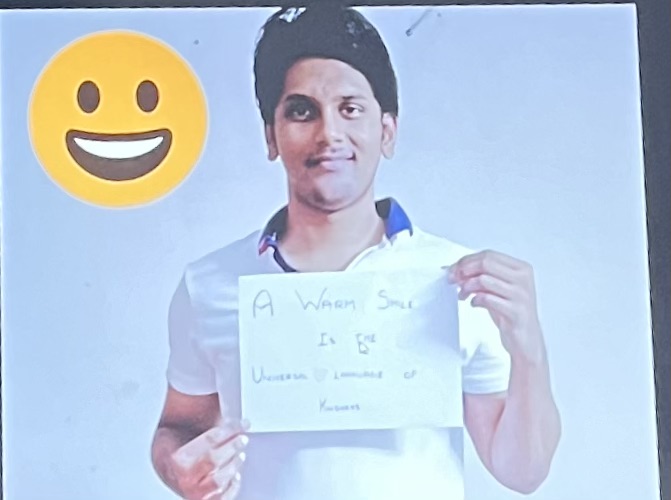 A WARM SMILE
IS THE
UNIVERSAL LANGUAGE OF
KINDNESS